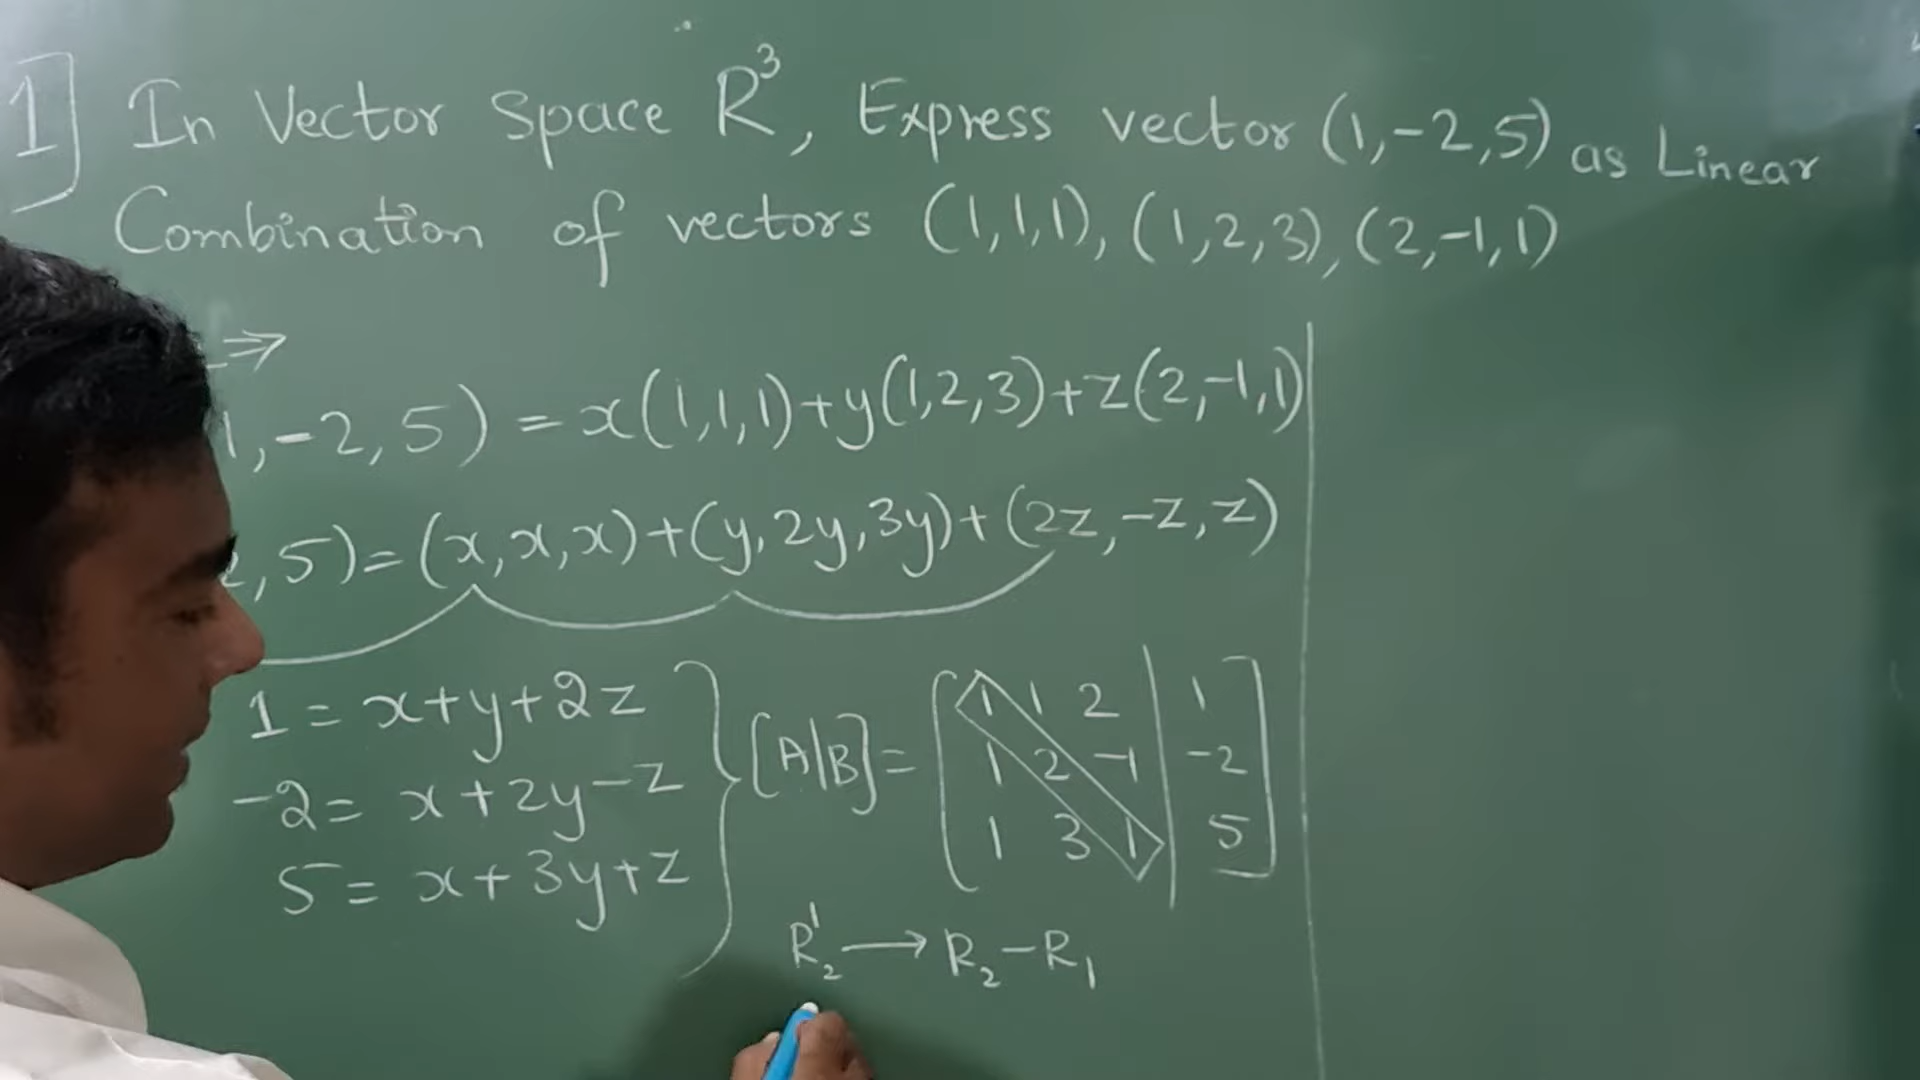 1] In Vector Space R³, Express vector (1,-2,5) as Linear
Combination of vectors (1,1,1), (1,2,3), (2,-1,1)
⇒
1,-2,5) = x(1,1,1)+y(1,2,3)+z(2,-1,1)
2,5)=(x,x,x)+(y,2y,3y)+(2z,-z,z)
1 = x+y+2z
-2= x+2y-z
5= x+3y+z
[A|B]=
1 1 2 | 1
1 2 -1 | -2
1 3 1 | 5
R₂' → R₂-R₁